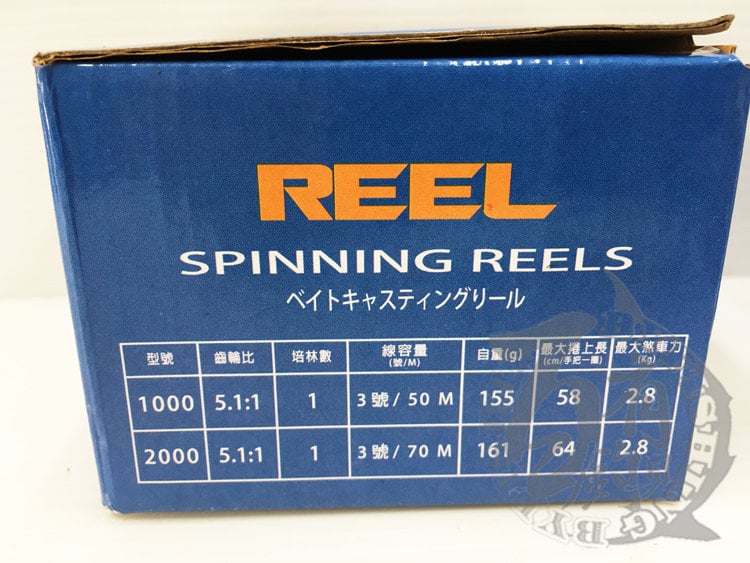 REEL
SPINNING REELS
ベイトキャスティングリール
型號 齒輪比 培林數 線容量 (號/M) 自重(g) 最大捲上長 (cm/手把一圈) 最大煞車力 (Kg)
1000 5.1:1 1 3號/ 50 M 155 58 2.8
2000 5.1:1 1 3號/ 70 M 161 64 2.8